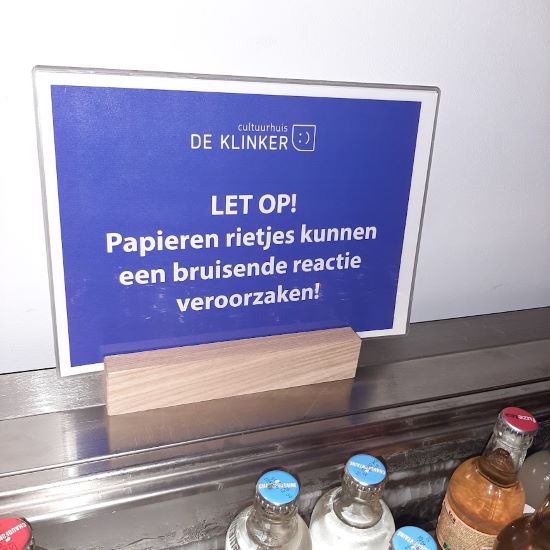 cultuurhuis
DE KLINKER :)
LET OP!
Papieren rietjes kunnen
een bruisende reactie
veroorzaken!